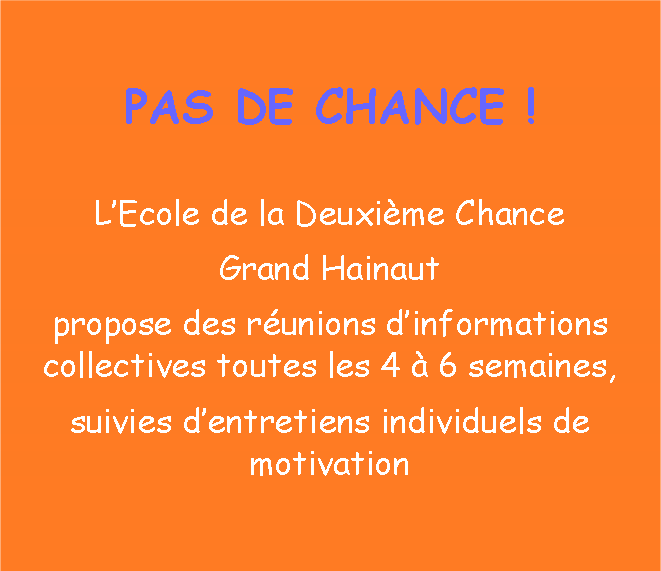 PAS DE CHANCE !
L’Ecole de la Deuxième Chance
Grand Hainaut
propose des réunions d’informations
collectives toutes les 4 à 6 semaines,
suivies d’entretiens individuels de
motivation